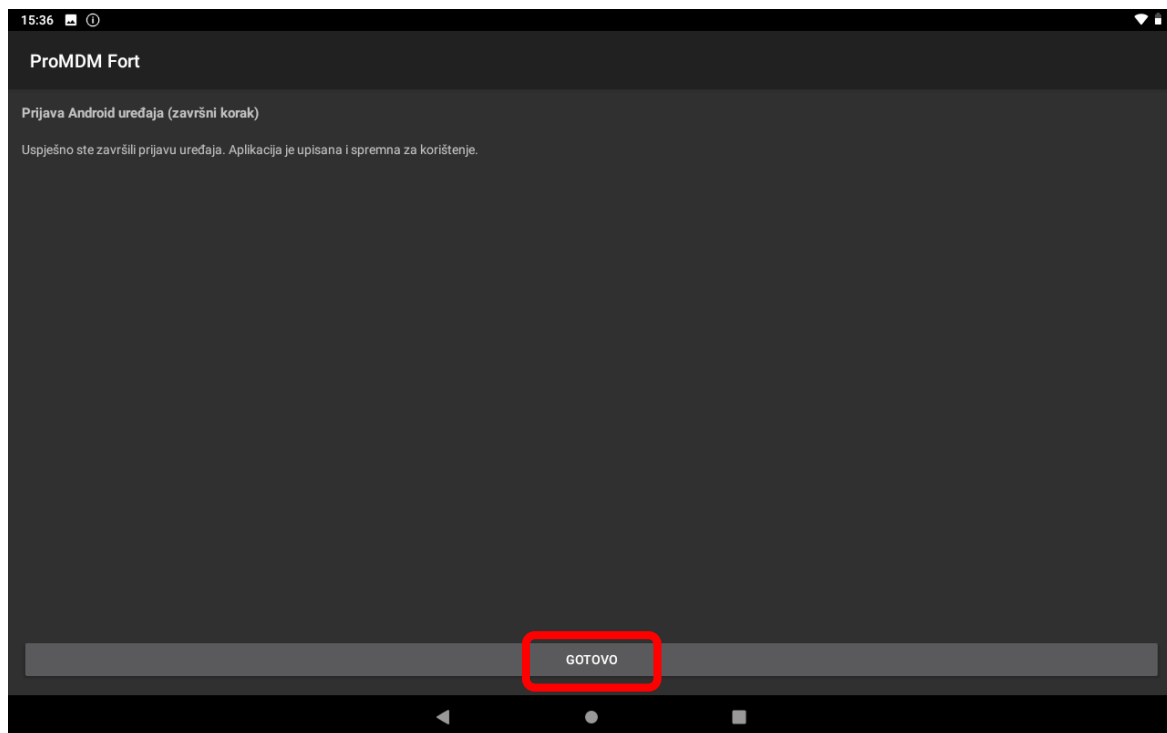 15:36
ProMDM Fort
Prijava Android uređaja (završni korak)
Uspješno ste završili prijavu uređaja. Aplikacija je upisana i spremna za korištenje.
GOTOVO